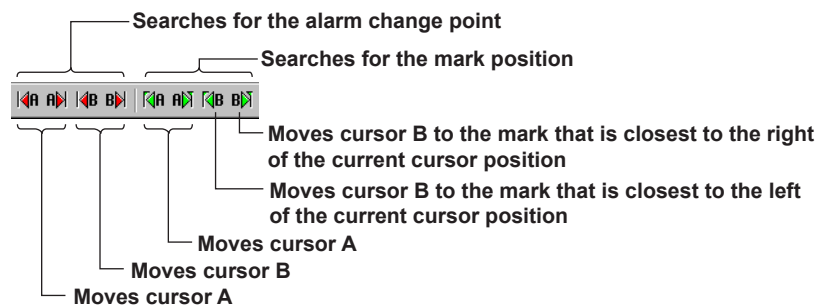 Searches for the alarm change point
Searches for the mark position
A A B B A A B B
Moves cursor B to the mark that is closest to the right
of the current cursor position
Moves cursor B to the mark that is closest to the left
of the current cursor position
Moves cursor A
Moves cursor B
Moves cursor A